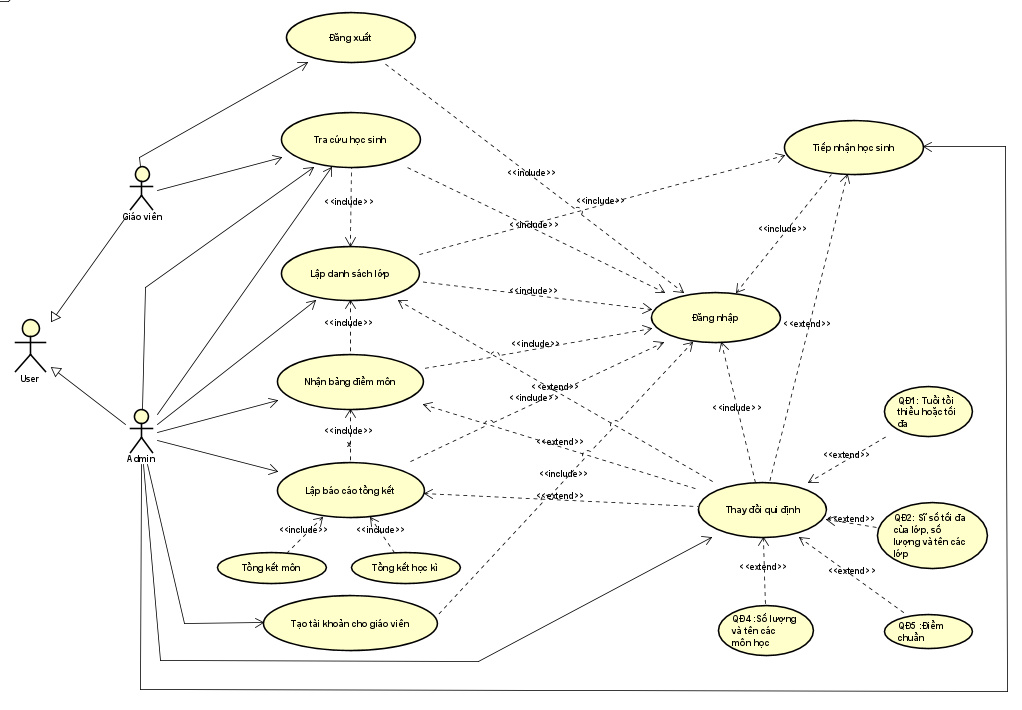 Đăng xuất
Tra cứu học sinh
Tiếp nhận học sinh
<<include>>
<<include>>
<<include>>
<<include>>
<<include>>
Giáo viên
Lập danh sách lớp
<<include>>
Đăng nhập
<<include>>
<<extend>>
<<include>>
User
Nhận bảng điểm môn
<<extend>>
<<include>>
<<include>>
QĐ1: Tuổi tối
thiểu hoặc tối
đa
<<include>>
<<extend>>
<<extend>>
Admin
<<include>>
Lập báo cáo tổng kết
<<extend>>
Thay đổi qui định
<<extend>>
QĐ2: Sĩ số tối đa
của lớp, số
lượng và tên các
lớp
<<include>>
<<include>>
Tổng kết môn
Tổng kết học kì
<<extend>>
<<extend>>
Tạo tài khoản cho giáo viên
QĐ4 :Số lượng
và tên các
môn học
QĐ5 :Điểm
chuẩn